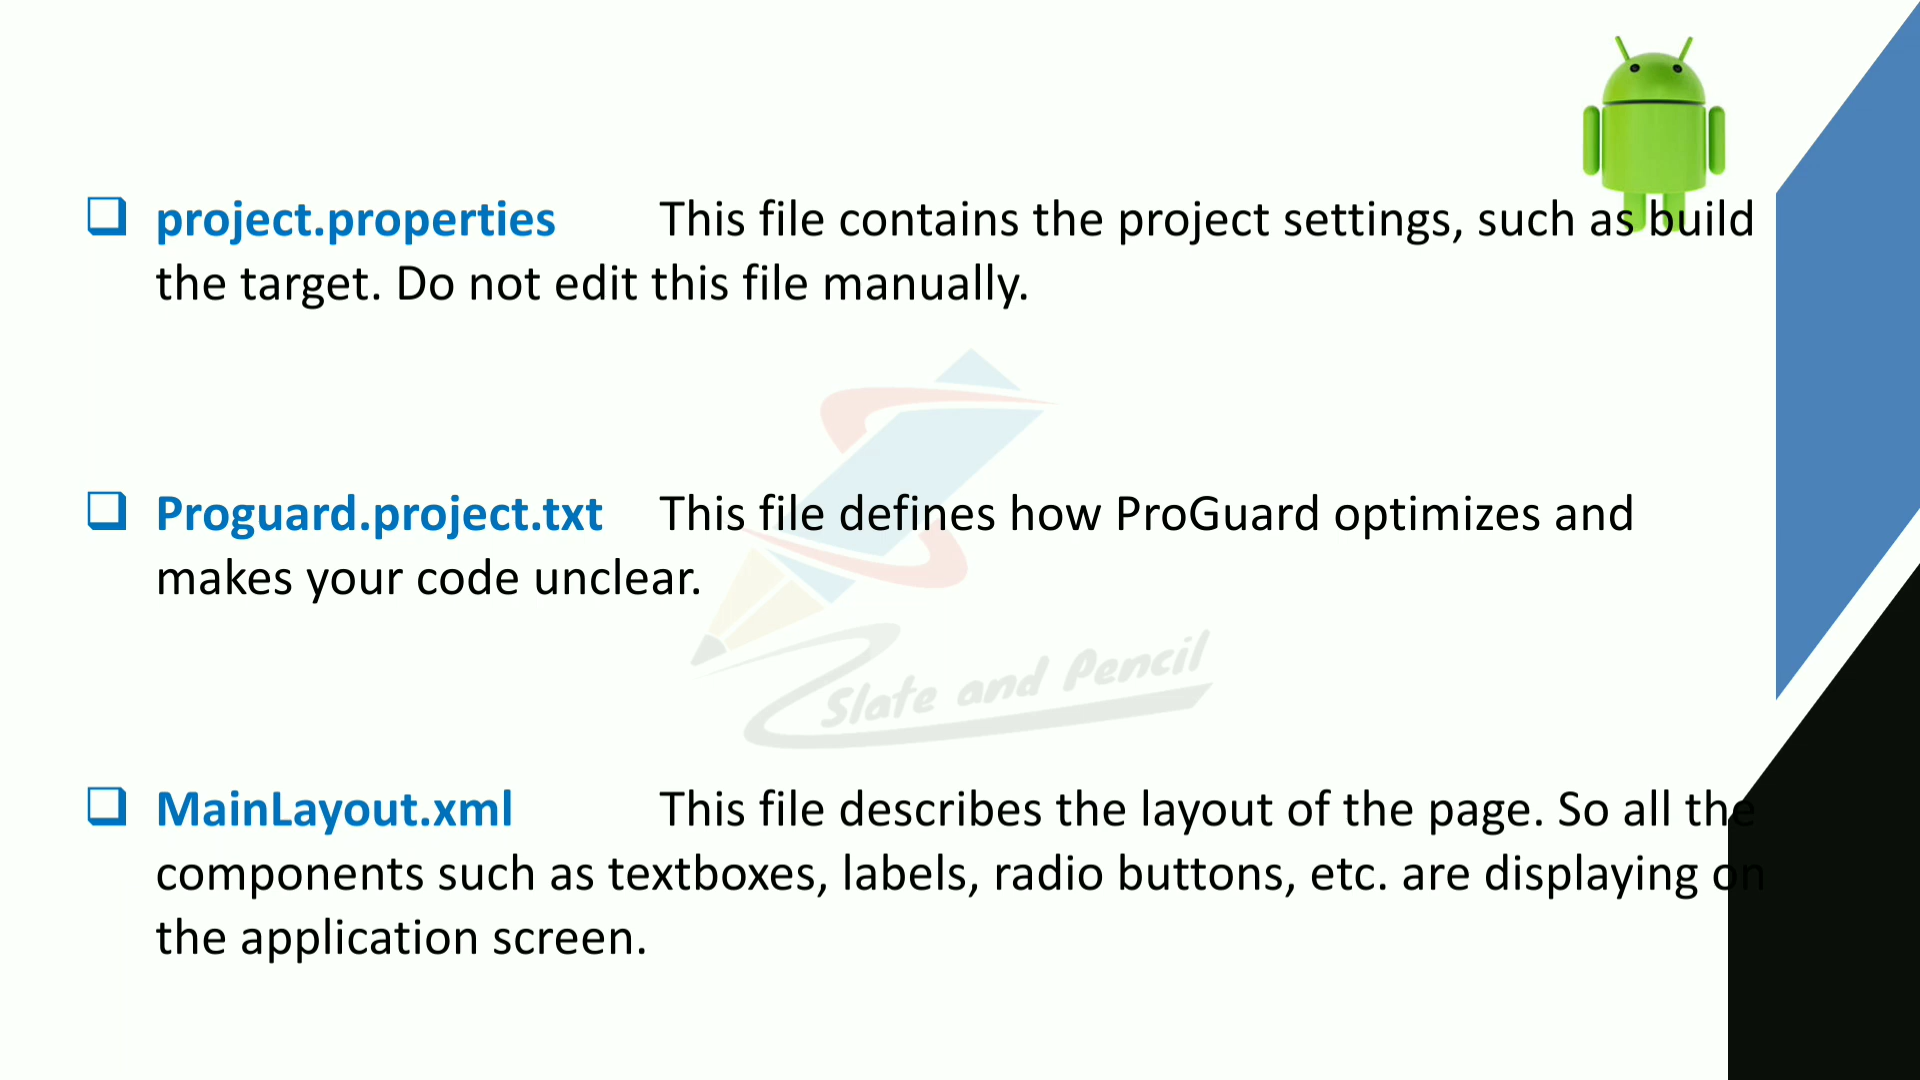 project.properties This file contains the project settings, such as build
the target. Do not edit this file manually.
Proguard.project.txt This file defines how ProGuard optimizes and
makes your code unclear.
Slate and Pencil
MainLayout.xml This file describes the layout of the page. So all the
components such as textboxes, labels, radio buttons, etc. are displaying on
the application screen.